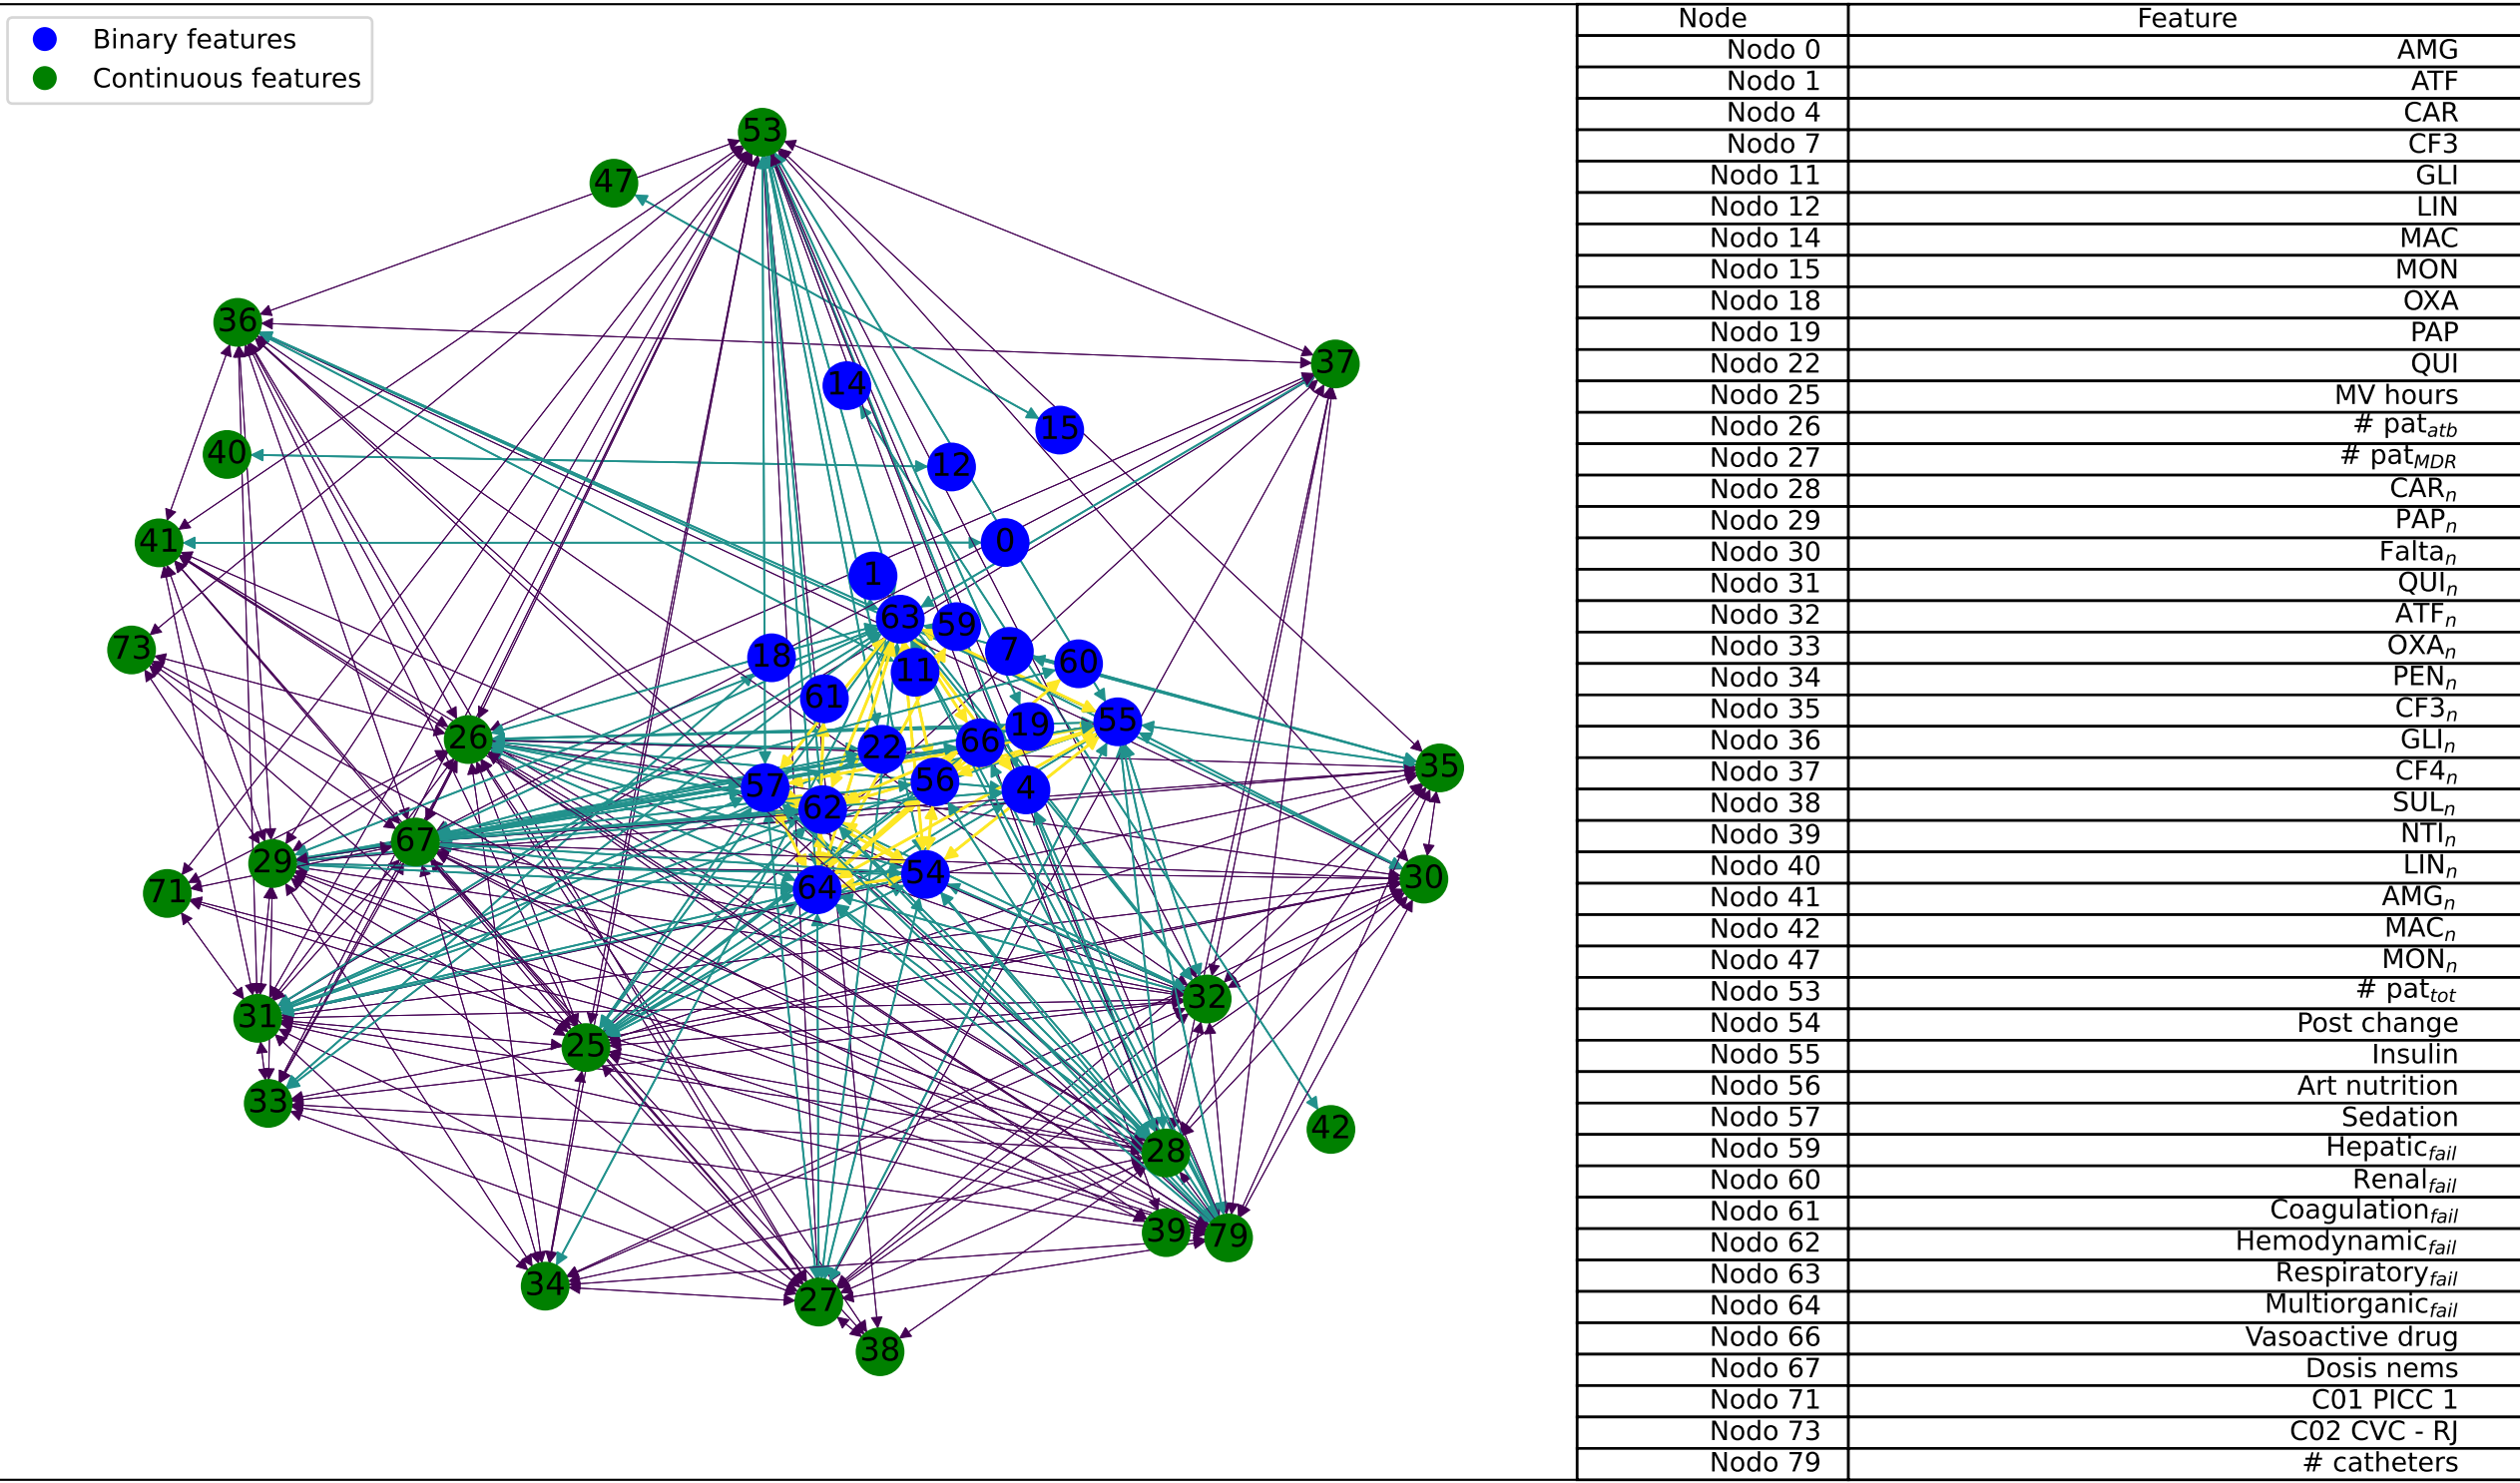 Binary features
Continuous features
53
47
36
37
14
15
40
12
41
0
1
63
59
73
18
7
60
11
61
55
19
26
22
66
35
56
57
4
62
67
29
30
71
64
54
32
31
25
33
42
28
39
79
34
27
38
Node Feature
Nodo 0 AMG
Nodo 1 ATF
Nodo 4 CAR
Nodo 7 CF3
Nodo 11 GLI
Nodo 12 LIN
Nodo 14 MAC
Nodo 15 MON
Nodo 18 OXA
Nodo 19 PAP
Nodo 22 QUI
Nodo 25 MV hours
Nodo 26 # pat_atb
Nodo 27 # pat_MDR
Nodo 28 CAR_n
Nodo 29 PAP_n
Nodo 30 Falta_n
Nodo 31 QUI_n
Nodo 32 ATF_n
Nodo 33 OXA_n
Nodo 34 PEN_n
Nodo 35 CF3_n
Nodo 36 GLI_n
Nodo 37 CF4_n
Nodo 38 SUL_n
Nodo 39 NTI_n
Nodo 40 LIN_n
Nodo 41 AMG_n
Nodo 42 MAC_n
Nodo 47 MON_n
Nodo 53 # pat_tot
Nodo 54 Post change
Nodo 55 Insulin
Nodo 56 Art nutrition
Nodo 57 Sedation
Nodo 59 Hepatic_fail
Nodo 60 Renal_fail
Nodo 61 Coagulation_fail
Nodo 62 Hemodynamic_fail
Nodo 63 Respiratory_fail
Nodo 64 Multiorganic_fail
Nodo 66 Vasoactive drug
Nodo 67 Dosis nems
Nodo 71 C01 PICC 1
Nodo 73 C02 CVC - RJ
Nodo 79 # catheters